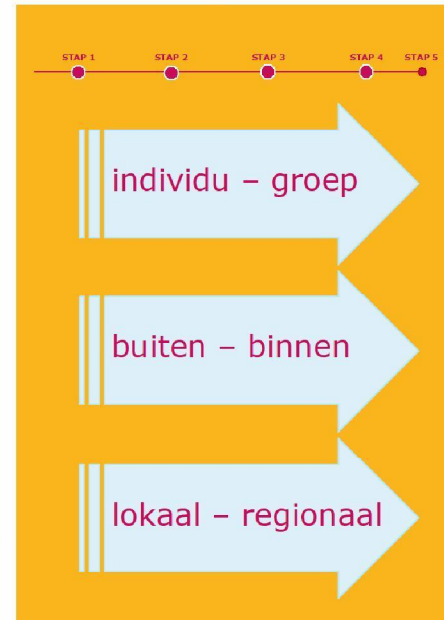 STAP 1 STAP 2 STAP 3 STAP 4 STAP 5
individu – groep
buiten – binnen
lokaal – regionaal